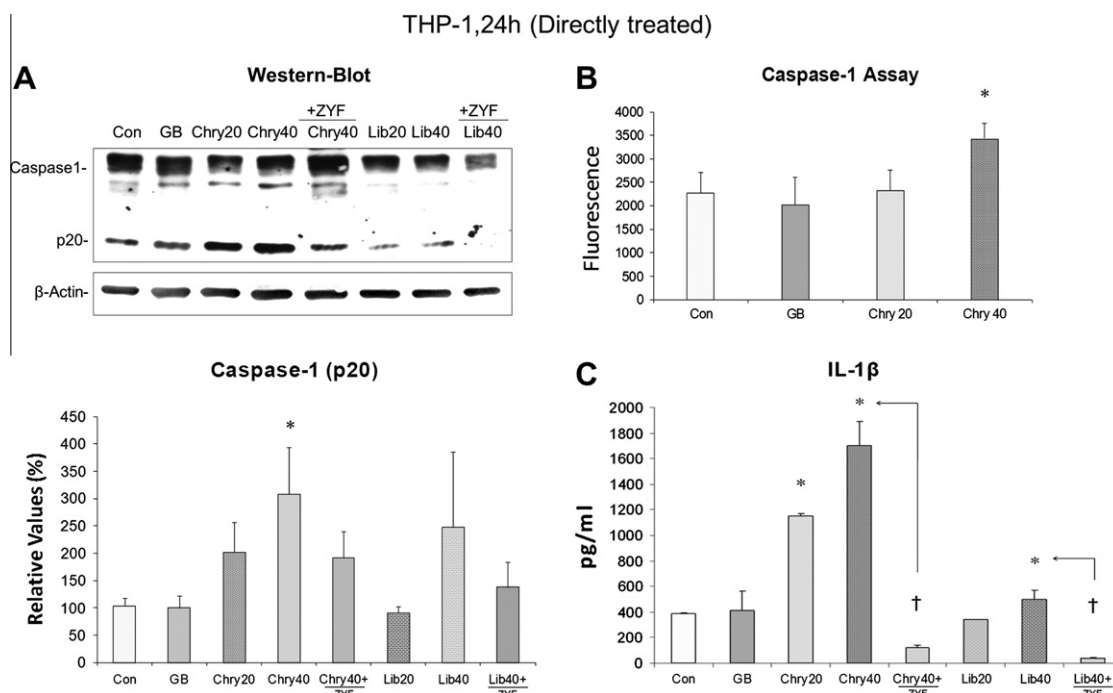 THP-1,24h (Directly treated)
A
Western-Blot
+ZYF +ZYF
Con GB Chry20 Chry40 Chry40 Lib20 Lib40 Lib40
Caspase1-
p20-
β-Actin-
B
Caspase-1 Assay
*
4000
3500
3000
2500
2000
1500
1000
500
0
Fluorescence
Con GB Chry 20 Chry 40
Caspase-1 (p20)
*
450
400
350
300
250
200
150
100
50
0
Relative Values (%)
Con GB Chry20 Chry40 Chry40+ Lib20 Lib40 Lib40+
C
IL-1β
* * † * †
2000
1800
1600
1400
1200
1000
800
600
400
200
0
pg/ml
Con GB Chry20 Chry40 Chry40+ Lib20 Lib40 Lib40+